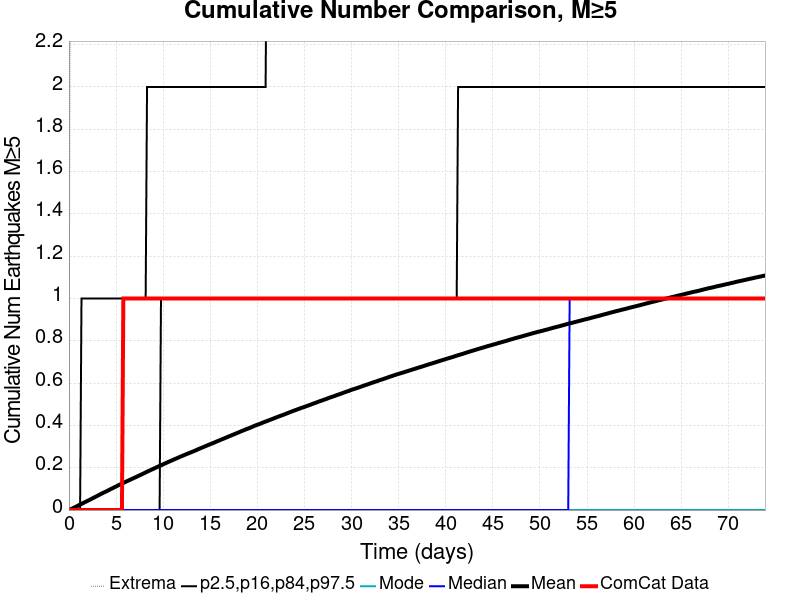 Cumulative Number Comparison, M≥5
Cumulative Num Earthquakes M≥5
2.2
2
1.8
1.6
1.4
1.2
1
0.8
0.6
0.4
0.2
0
0 5 10 15 20 25 30 35 40 45 50 55 60 65 70
Time (days)
Extrema p2.5,p16,p84,p97.5 Mode Median Mean ComCat Data